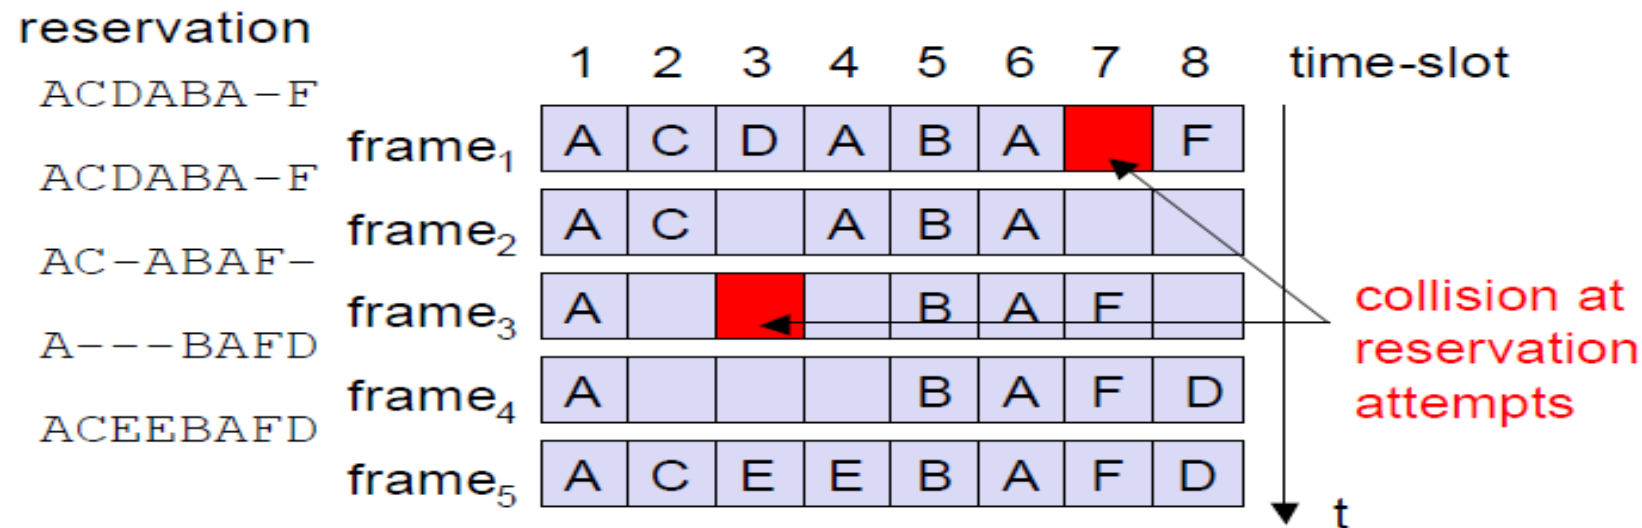 reservation
1 2 3 4 5 6 7 8 time-slot
ACDABA-F
frame1 A C D A B A F
ACDABA-F
frame2 A C A B A
AC-ABAF-
frame3 A B A F
A---BAFD
frame4 A B A F D
ACEEBAFD
frame5 A C E E B A F D
collision at
reservation
attempts
t